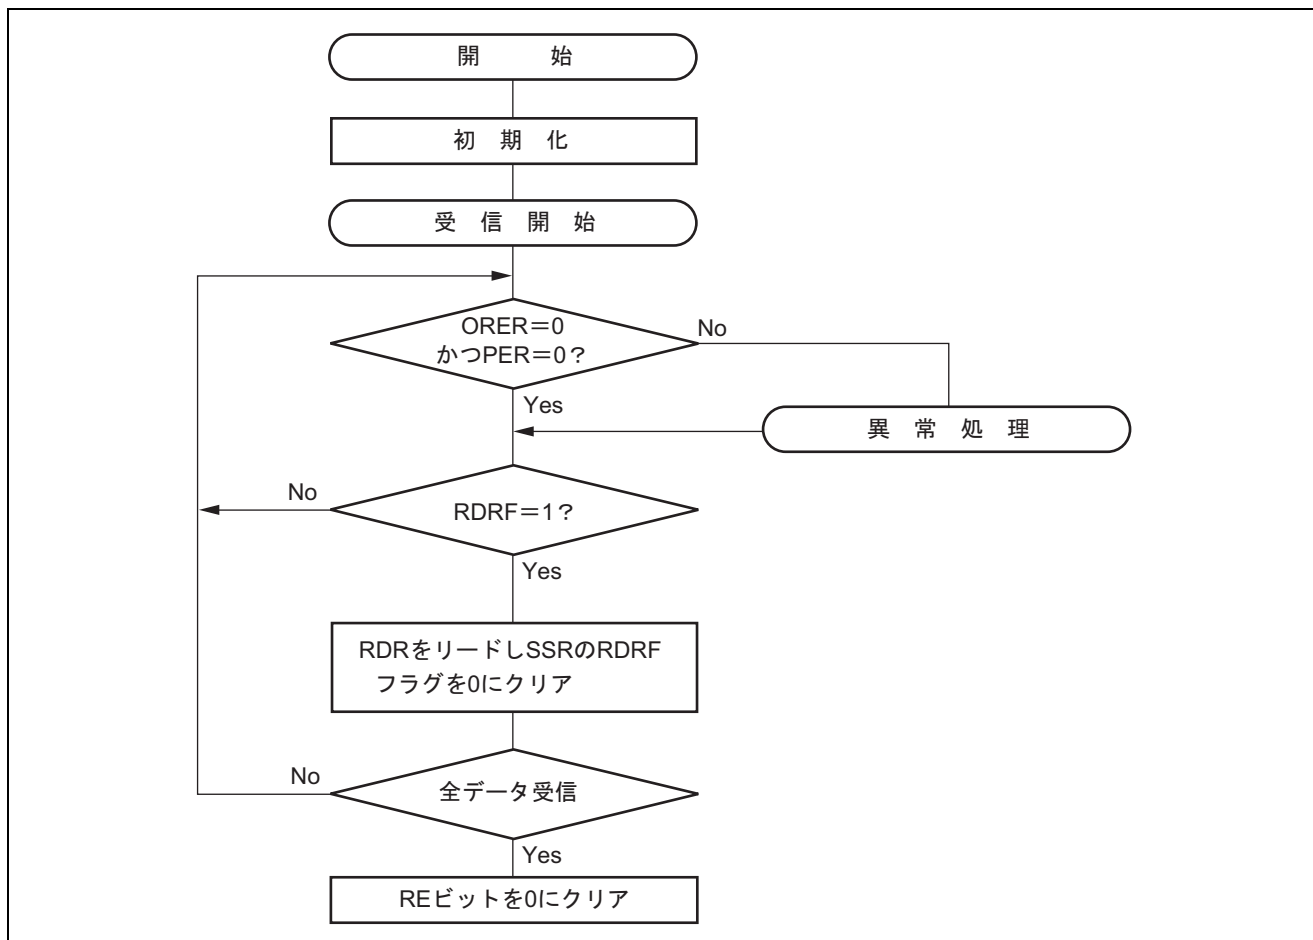 開 始
初 期 化
受 信 開 始
ORER=0
かつPER=0?
No
Yes
異 常 処 理
No
RDRF=1?
Yes
RDRをリードしSSRのRDRF
フラグを0にクリア
No
全データ受信
Yes
REビットを0にクリア